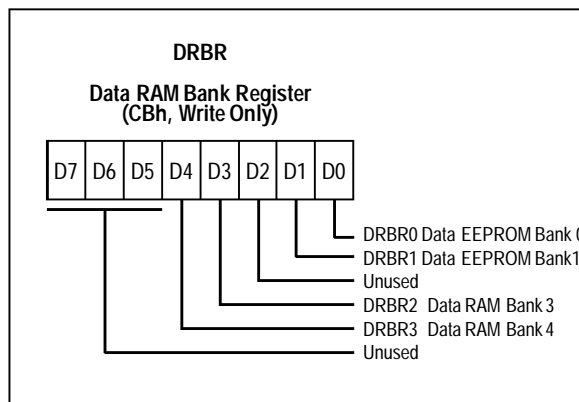 DRBR
Data RAM Bank Register
(CBh, Write Only)
D7 D6 D5 D4 D3 D2 D1 D0
DRBR0 Data EEPROM Bank 0
DRBR1 Data EEPROM Bank1
Unused
DRBR2 Data RAM Bank 3
DRBR3 Data RAM Bank 4
Unused